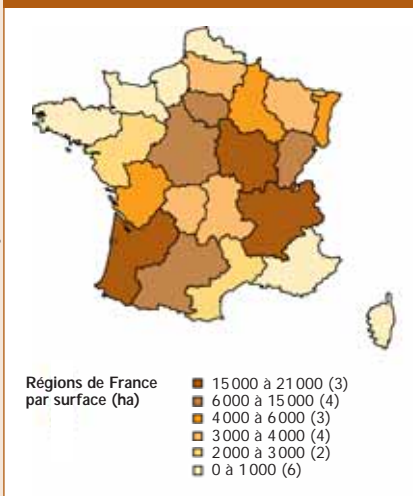 Régions de France
par surface (ha)
15 000 à 21 000 (3)
6 000 à 15 000 (4)
4 000 à 6 000 (3)
3 000 à 4 000 (4)
2 000 à 3 000 (2)
0 à 1 000 (6)